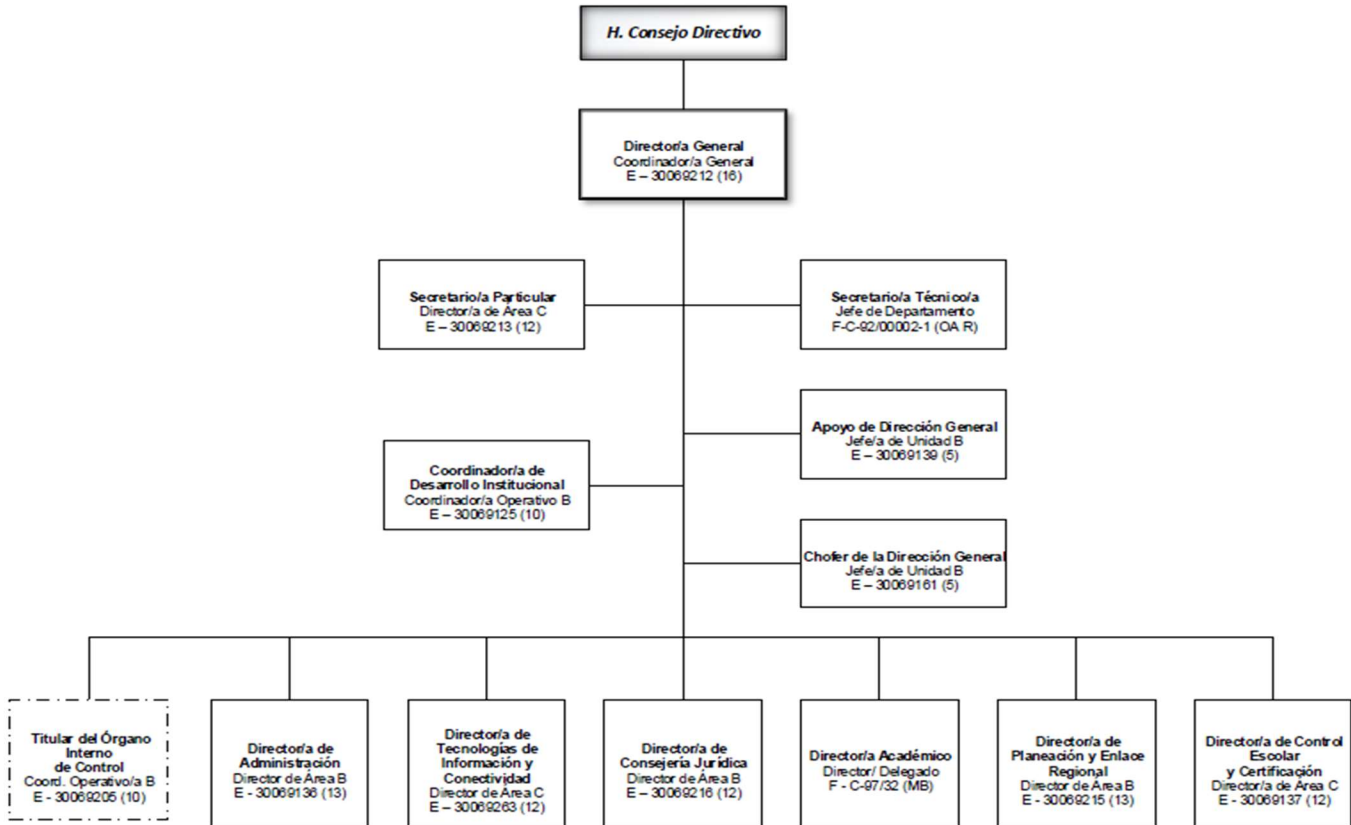 H. Consejo Directivo
Director/a General
Coordinador/a General
E – 30069212 (16)
Secretario/a Particular
Director/a de Área C
E – 30069213 (12)
Secretario/a Técnico/a
Jefe de Departamento
F-C-92/00002-1 (OA R)
Apoyo de Dirección General
Jefe/a de Unidad B
E – 30069139 (5)
Coordinador/a de
Desarrollo Institucional
Coordinador/a Operativo B
E – 30069125 (10)
Chofer de la Dirección General
Jefe/a de Unidad B
E – 30069161 (5)
Titular del Órgano
Interno
de Control
Coord. Operativo/a B
E - 30069205 (10)
Director/a de
Administración
Director de Área B
E - 30069136 (13)
Director/a de
Tecnologías de
Información y
Conectividad
Director de Área C
E – 30069263 (12)
Director/a de
Consejería Jurídica
Director de Área B
E – 30069216 (12)
Director/a Académico
Director/ Delegado
F - C-97/32 (MB)
Director/a de
Planeación y Enlace
Regional
Director de Area B
E - 30069215 (13)
Director/a de Control
Escolar
y Certificación
Director/a de Área C
E - 30069137 (12)